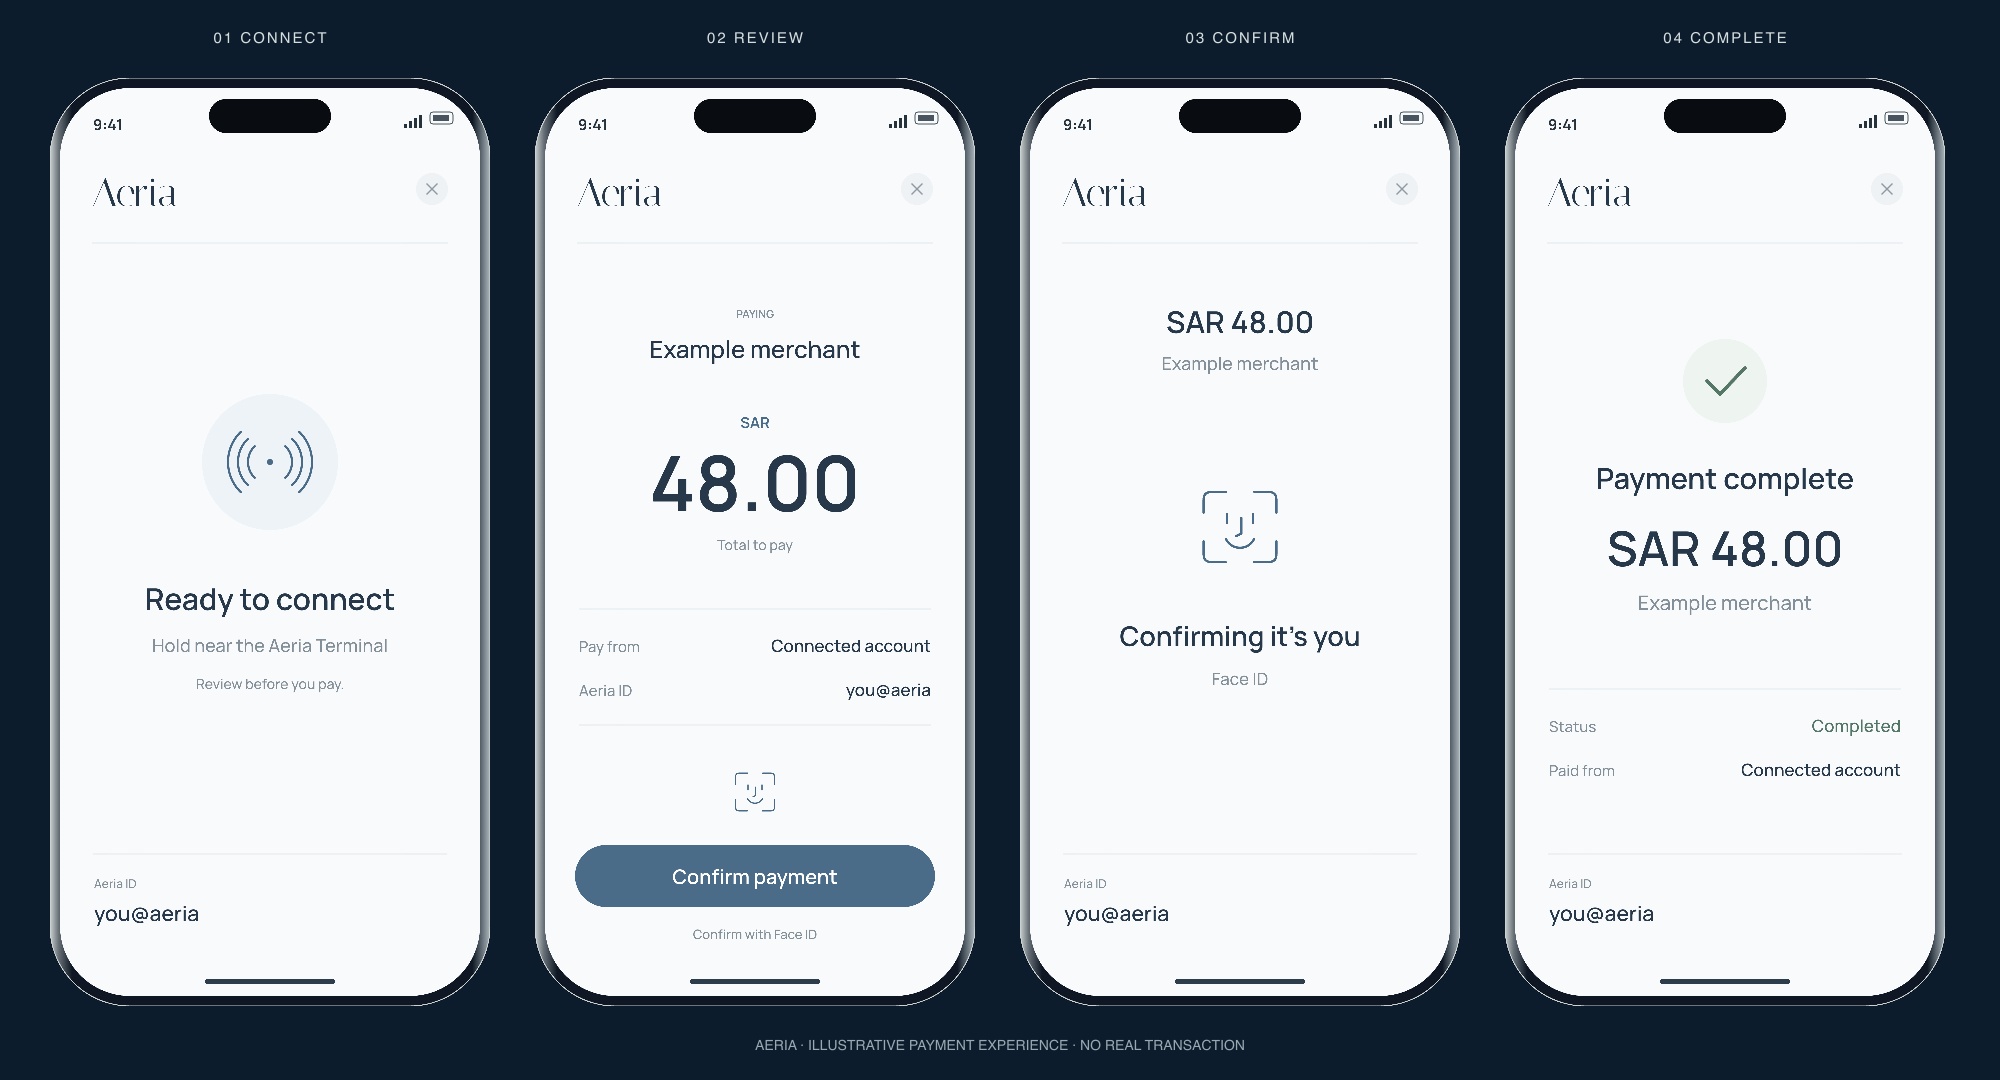 01 CONNECT
9:41
Aeria
Ready to connect
Hold near the Aeria Terminal
Review before you pay.
Aeria ID
you@aeria
02 REVIEW
9:41
Aeria
PAYING
Example merchant
SAR
48.00
Total to pay
Pay from Connected account
Aeria ID you@aeria
Confirm payment
Confirm with Face ID
03 CONFIRM
9:41
Aeria
SAR 48.00
Example merchant
Confirming it's you
Face ID
Aeria ID
you@aeria
04 COMPLETE
9:41
Aeria
Payment complete
SAR 48.00
Example merchant
Status Completed
Paid from Connected account
Aeria ID
you@aeria
AERIA · ILLUSTRATIVE PAYMENT EXPERIENCE · NO REAL TRANSACTION